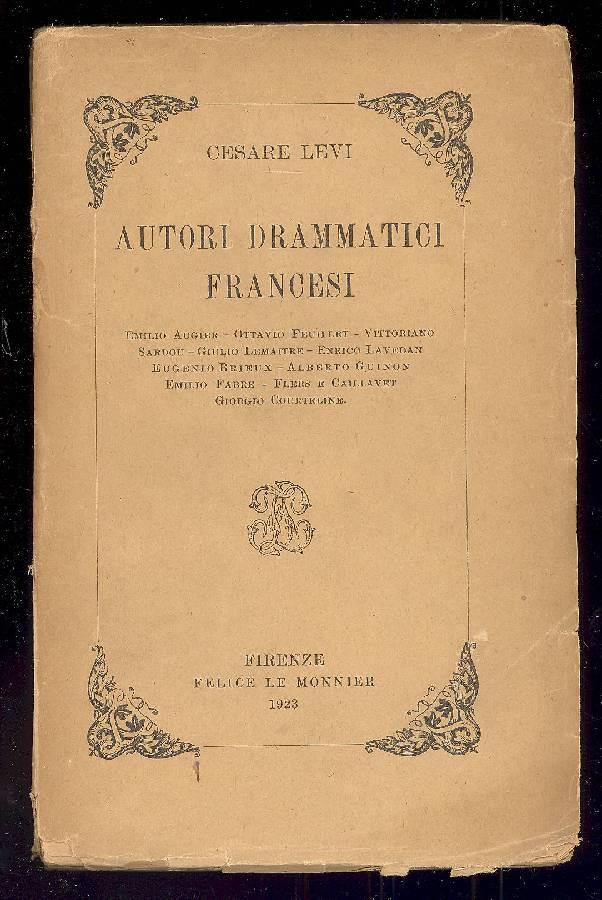 CESARE LEVI
AUTORI DRAMMATICI
FRANCESI
EMILIO AUGIER – OTTAVIO FEUILLET – VITTORIANO
SARDOU – GIULIO LEMAITRE – ENRICO LAVEDAN
EUGENIO BRIEUX – ALBERTO GUINON
EMILIO FABRE – FLERS E CAILLAVET
GIORGIO COURTELINE.
FIRENZE
FELICE LE MONNIER
1923